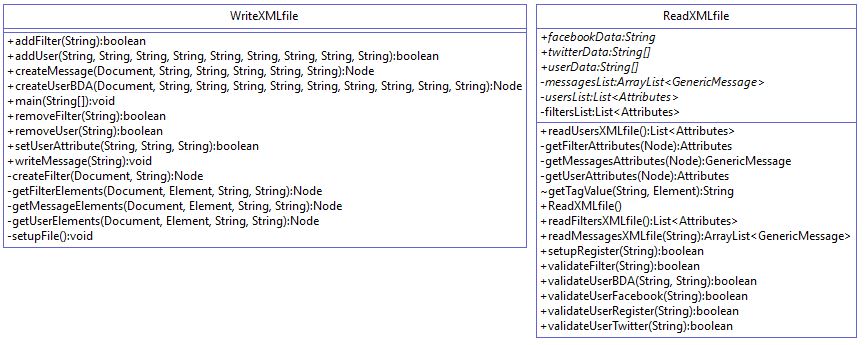 WriteXMLfile
+addFilter(String):boolean
+addUser(String, String, String, String, String, String, String, String, String):boolean
+createMessage(Document, String, String, String, String, String):Node
+createUserBDA(Document, String, String, String, String, String, String, String, String, String):Node
+main(String[]):void
+removeFilter(String):boolean
+removeUser(String):boolean
+setUserAttribute(String, String, String):boolean
+writeMessage(String):void
-createFilter(Document, String):Node
-getFilterElements(Document, Element, String, String):Node
-getMessageElements(Document, Element, String, String):Node
-getUserElements(Document, Element, String, String):Node
-setupFile():void
ReadXMLfile
+facebookData:String
+twitterData:String[]
+userData:String[]
-messagesList:ArrayList<GenericMessage>
-usersList:List<Attributes>
-filtersList:List<Attributes>
+readUsersXMLfile():List<Attributes>
-getFilterAttributes(Node):Attributes
-getMessagesAttributes(Node):GenericMessage
-getUserAttributes(Node):Attributes
~getTagValue(String, Element):String
+ReadXMLfile()
+readFiltersXMLfile():List<Attributes>
+readMessagesXMLfile(String):ArrayList<GenericMessage>
+setupRegister(String):boolean
+validateFilter(String):boolean
+validateUserBDA(String, String):boolean
+validateUserFacebook(String):boolean
+validateUserRegister(String):boolean
+validateUserTwitter(String):boolean